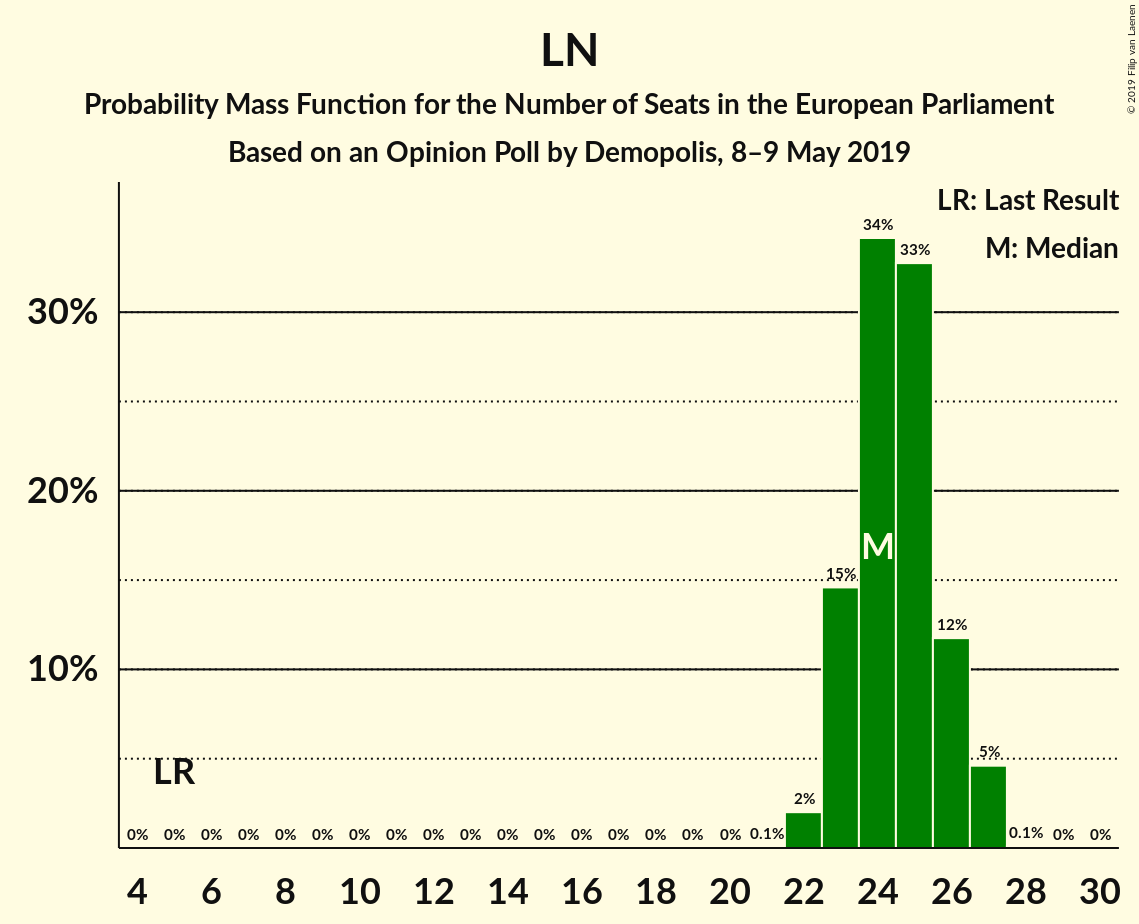 LN
Probability Mass Function for the Number of Seats in the European Parliament
Based on an Opinion Poll by Demopolis, 8–9 May 2019
© 2019 Filip van Laenen
LR: Last Result
M: Median
34%
33%
30%
20%
M
15%
12%
10%
5%
LR
2%
0% 0% 0% 0% 0% 0% 0% 0% 0% 0% 0% 0% 0% 0% 0% 0% 0% 0.1% 0.1% 0% 0%
4 6 8 10 12 14 16 18 20 22 24 26 28 30